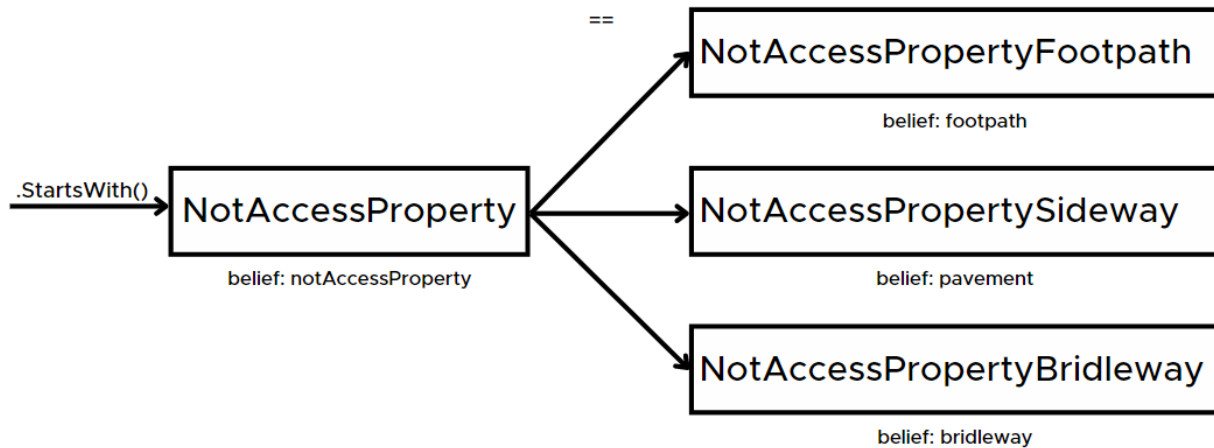 ==
NotAccessPropertyFootpath
belief: footpath
.StartsWith()
NotAccessProperty
belief: notAccessProperty
NotAccessPropertySideway
belief: pavement
NotAccessPropertyBridleway
belief: bridleway